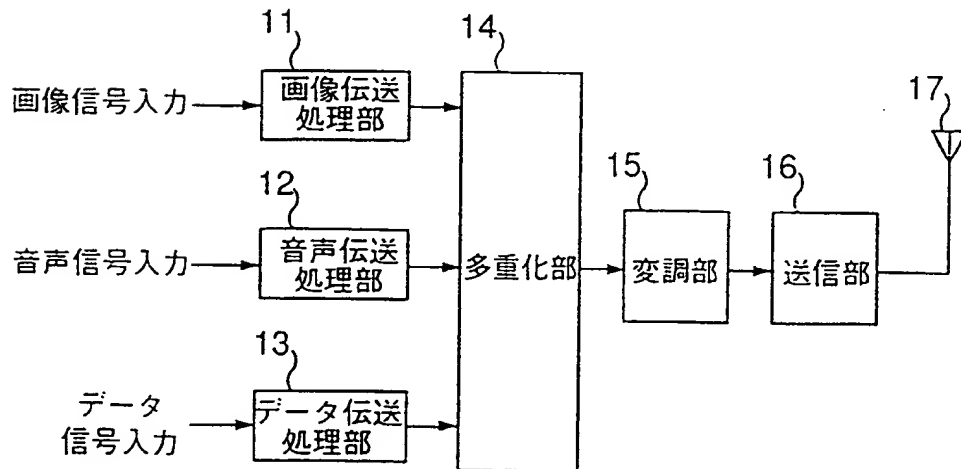 11
14
画像信号入力
画像伝送
処理部
17
12
15
16
音声信号入力
音声伝送
処理部
多重化部
変調部
送信部
13
データ
信号入力
データ伝送
処理部